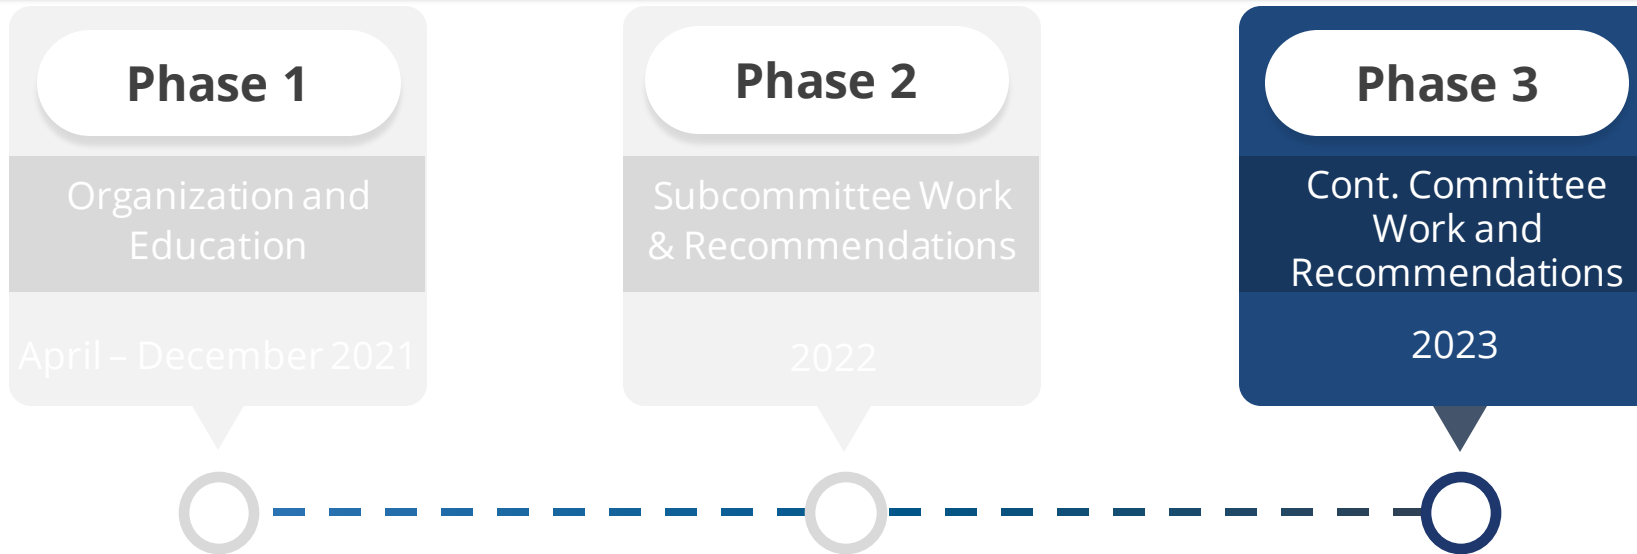 Phase 1
Organization and
Education
April – December 2021
Phase 2
Subcommittee Work
& Recommendations
2022
Phase 3
Cont. Committee
Work and
Recommendations
2023